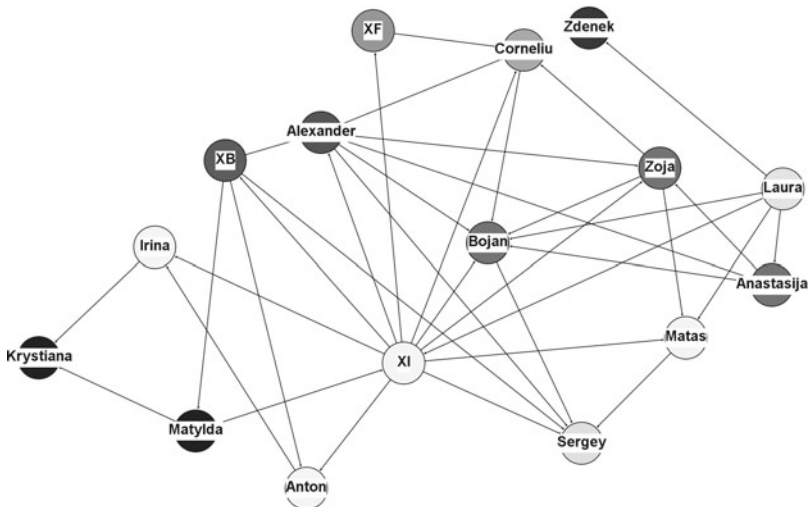 XF
Corneliu
Zdenek
Alexander
XB
Zoja
Laura
Irina
Bojan
Anastasija
Matas
Krystiana
XI
Matylda
Sergey
Anton